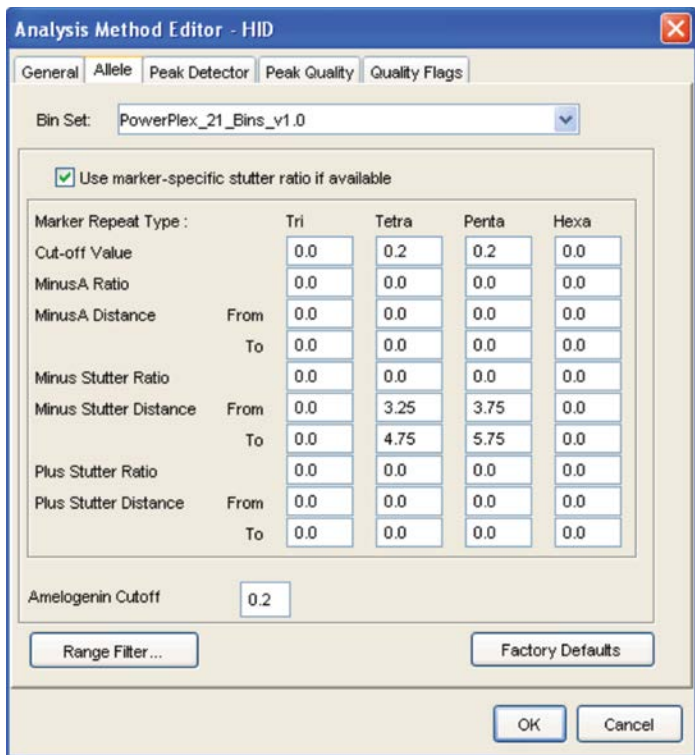 Analysis Method Editor - HID
General Allele Peak Detector Peak Quality Quality Flags
Bin Set: PowerPlex_21_Bins_v1.0
Use marker-specific stutter ratio if available
Marker Repeat Type : Tri Tetra Penta Hexa
Cut-off Value 0.0 0.2 0.2 0.0
MinusA Ratio 0.0 0.0 0.0 0.0
MinusA Distance From 0.0 0.0 0.0 0.0
To 0.0 0.0 0.0 0.0
Minus Stutter Ratio 0.0 0.0 0.0 0.0
Minus Stutter Distance From 0.0 3.25 3.75 0.0
To 0.0 4.75 5.75 0.0
Plus Stutter Ratio 0.0 0.0 0.0 0.0
Plus Stutter Distance From 0.0 0.0 0.0 0.0
To 0.0 0.0 0.0 0.0
Amelogenin Cutoff 0.2
Range Filter... Factory Defaults
OK Cancel